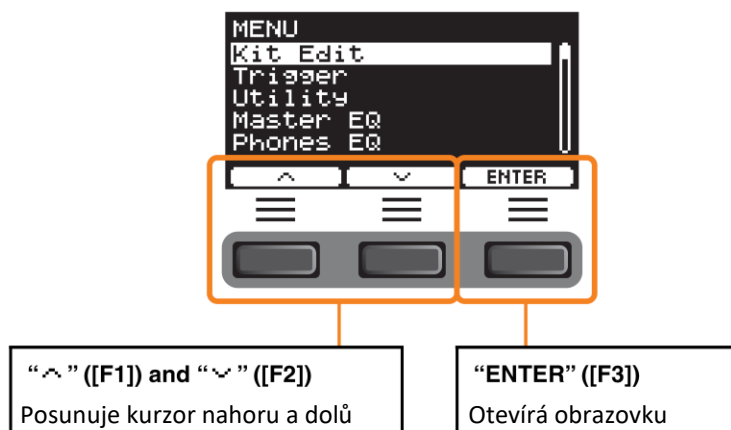 MENU
Kit Edit
Trigger
Utility
Master EQ
Phones EQ
ENTER
“︿” ([F1]) and “﹀” ([F2])
Posunuje kurzor nahoru a dolů
“ENTER” ([F3])
Otevírá obrazovku